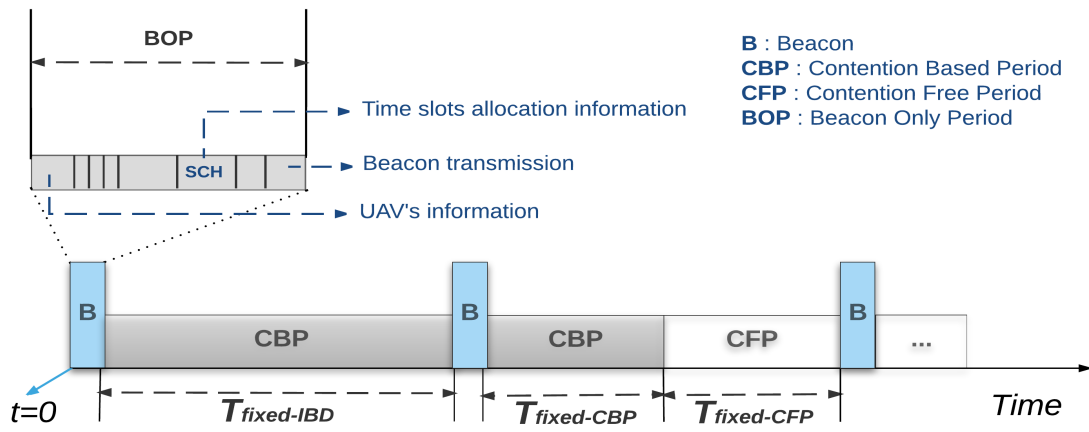 BOP
B : Beacon
CBP : Contention Based Period
CFP : Contention Free Period
BOP : Beacon Only Period
Time slots allocation information
SCH
Beacon transmission
UAV's information
B
CBP
B
CBP
CFP
B
...
t=0
Tfixed-IBD
Tfixed-CBP
Tfixed-CFP
Time